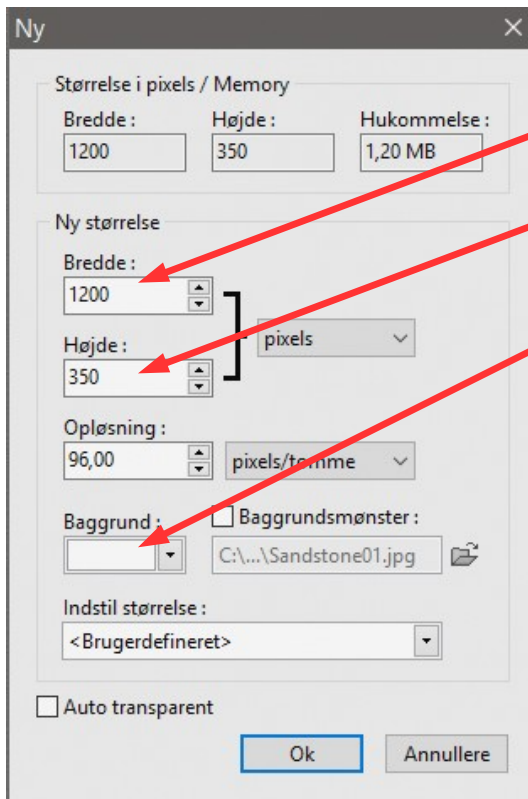 Ny
Størrelse i pixels / Memory
Bredde : Højde : Hukommelse :
1200 350 1,20 MB
Ny størrelse
Bredde :
1200
pixels
Højde :
350
Opløsning :
96,00 pixels/tomme
Baggrund : Baggrundsmønster :
C:\...\Sandstone01.jpg
Indstil størrelse :
<Brugerdefineret>
Auto transparent
Ok Annullere